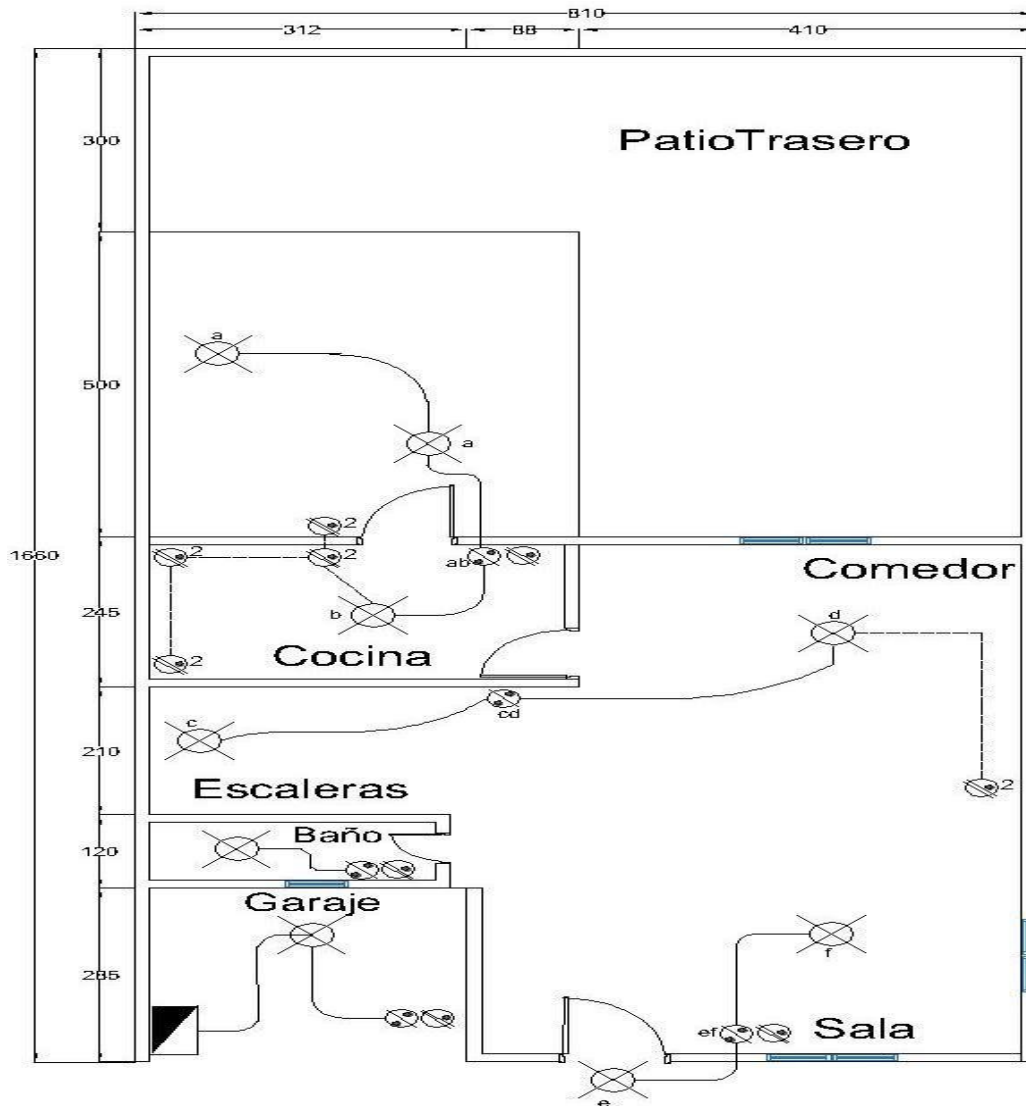 810
312
88
410
300
PatioTrasero
a
500
a
2
1660
2
2
ab
Comedor
245
b
d
2
Cocina
c
cd
210
Escaleras
2
Baño
120
Garaje
f
285
ef
Sala
e